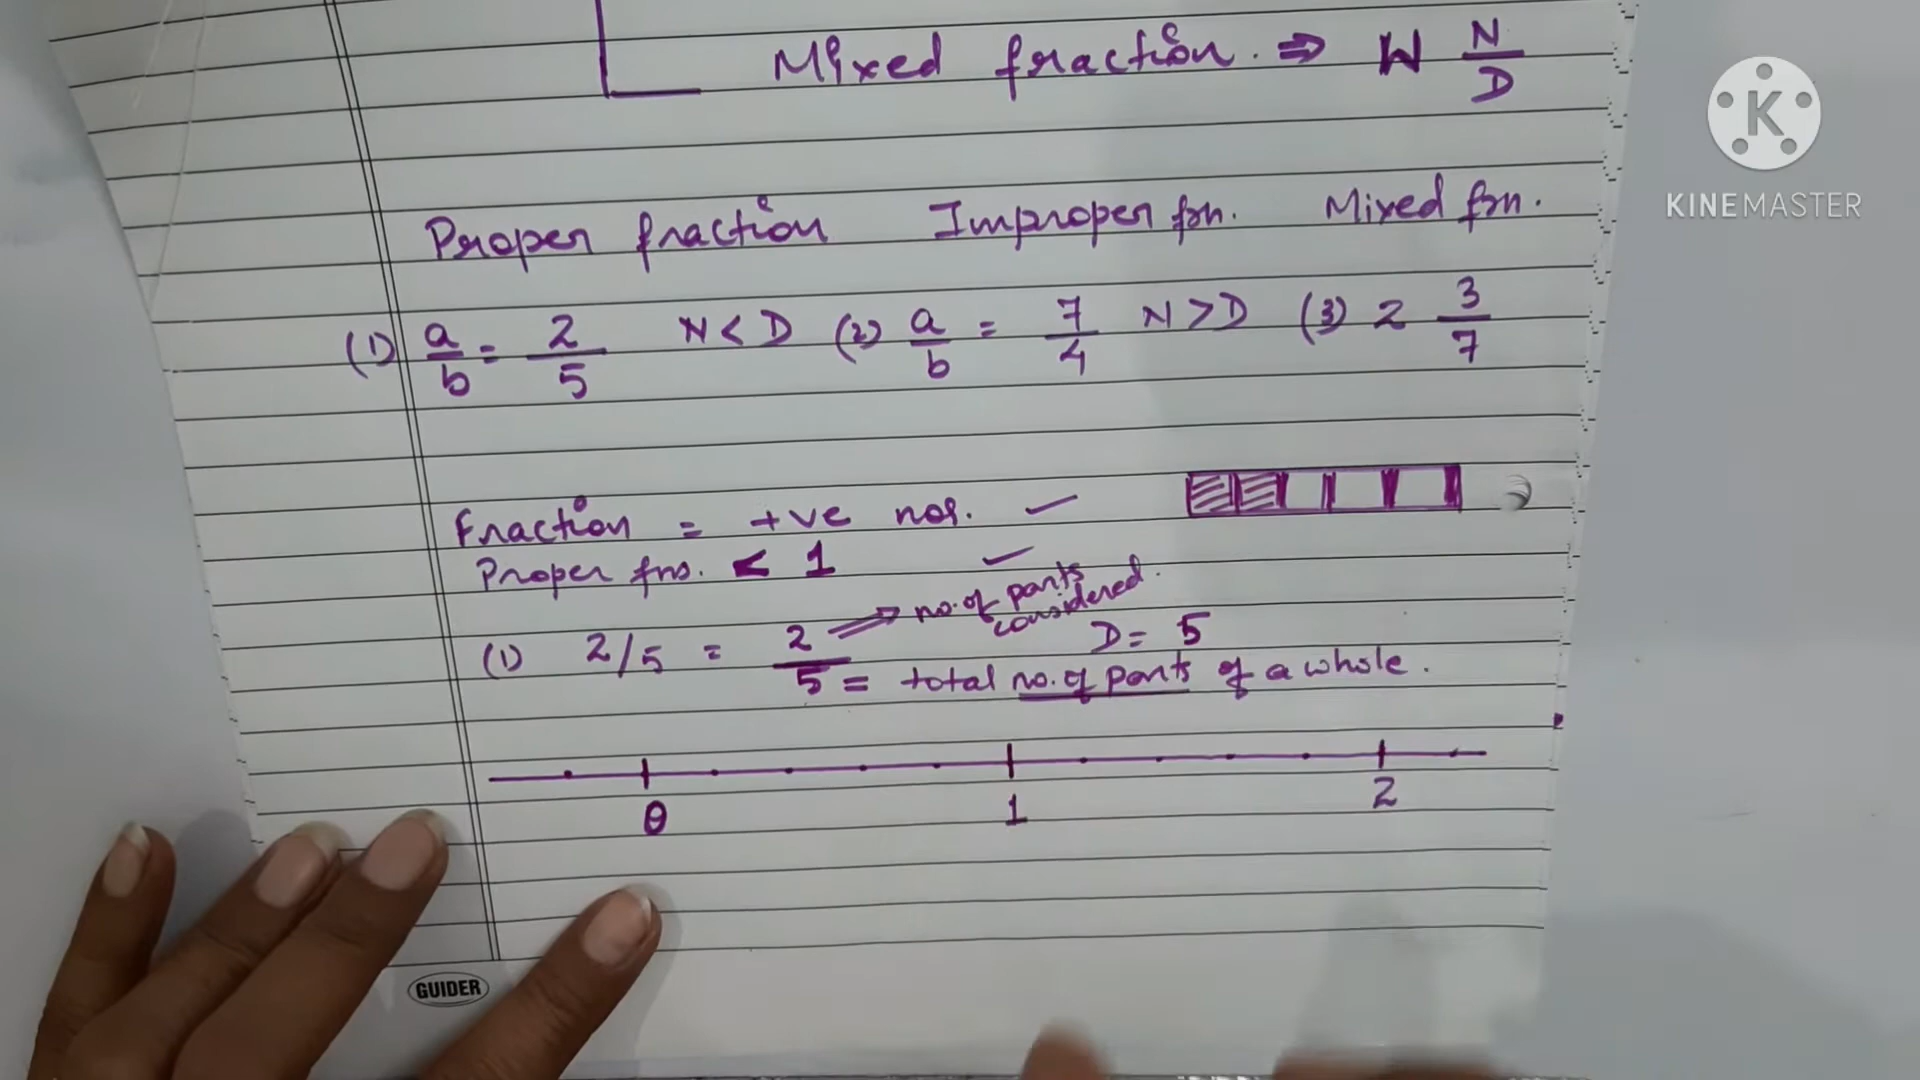 Mixed fraction. ⇒ W N/D
K
KINEMASTER
Proper fraction Improper frn. Mixed frn.
(1) a/b = 2/5 N < D (2) a/b = 7/4 N > D (3) 2 3/7
Fraction = +ve nos. ✓
Proper frns. < 1 ✓
no. of parts
considered.
(1) 2/5 = 2/5 ⇒ D = 5
= total no. of parts of a whole.
0 1 2
GUIDER